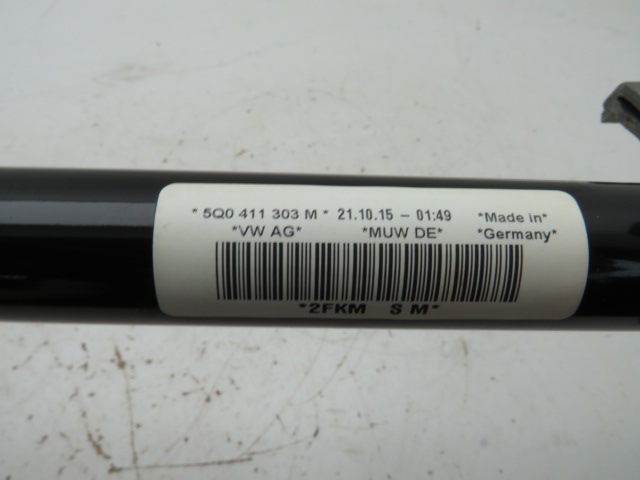 * 5Q0 411 303 M * 21.10.15 – 01:49 *Made in*
*VW AG* *MUW DE* *Germany*
*2FKM S M*